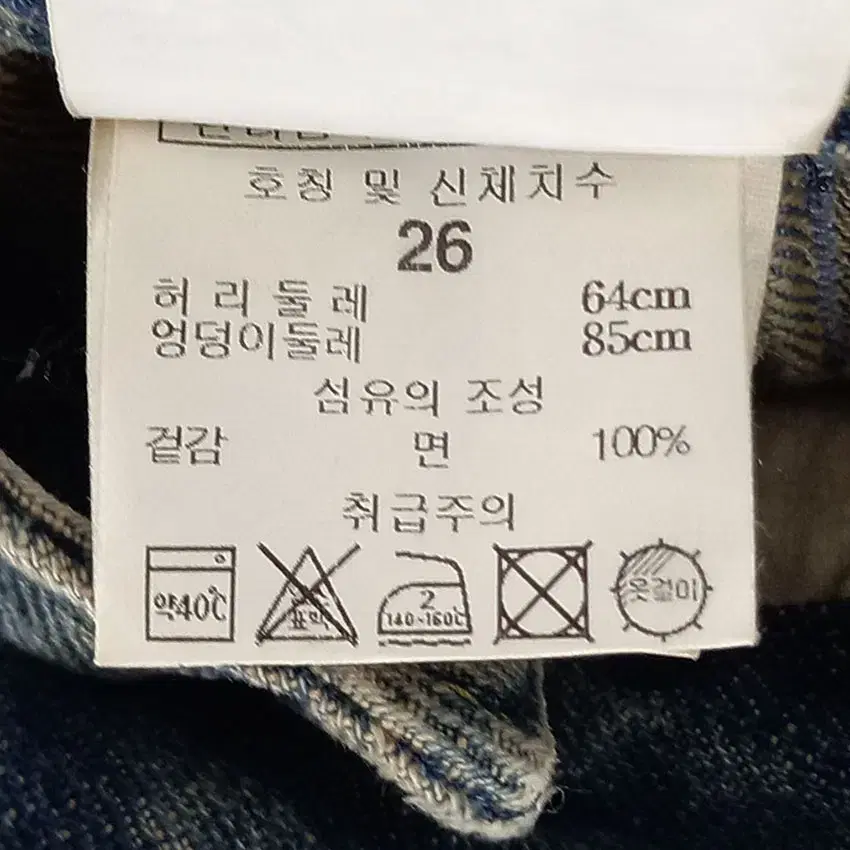 호칭 및 신체치수
26
허리둘레 64cm
엉덩이둘레 85cm
섬유의 조성
겉감 면 100%
취급주의
약40℃ 표백 2 140~160℃ 옷걸이